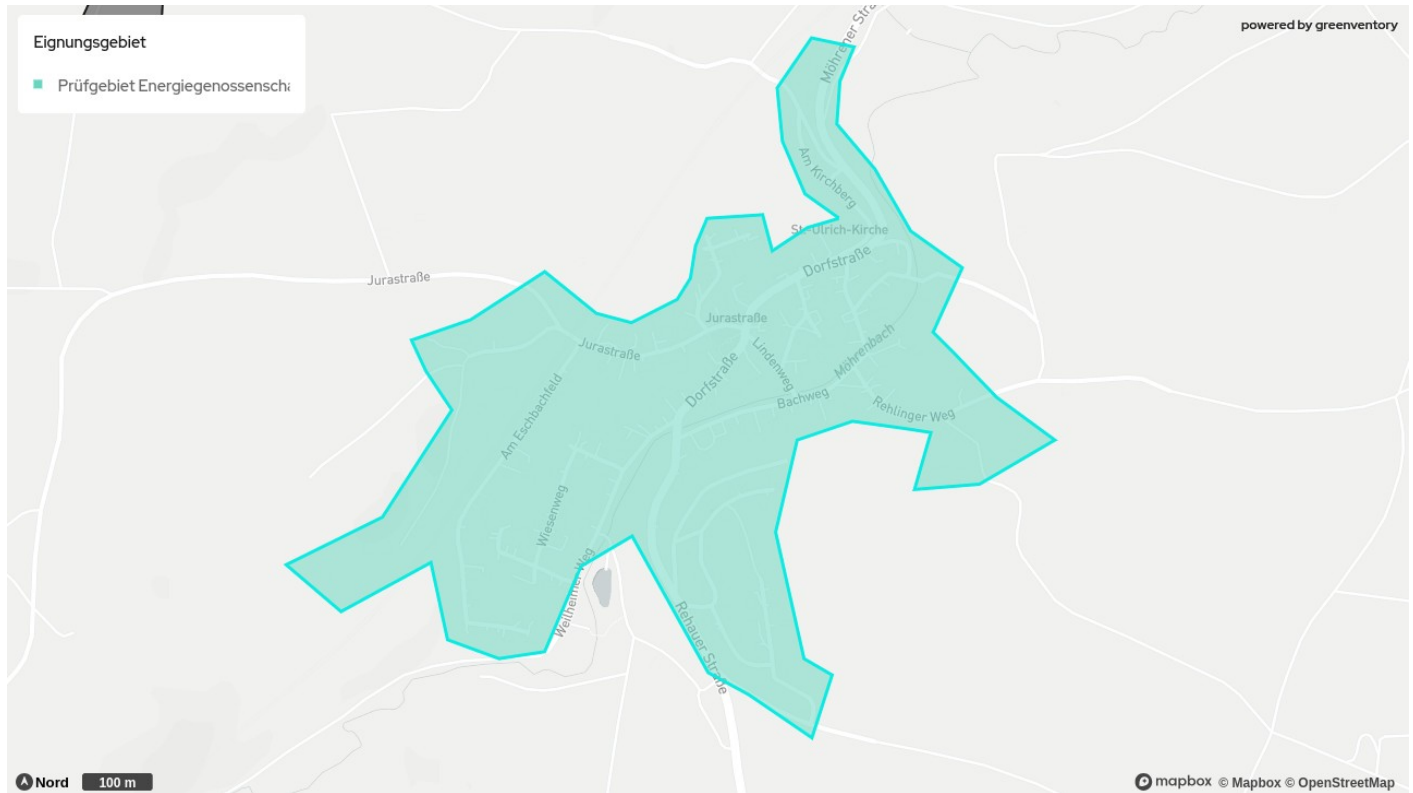 Eignungsgebiet
Prüfgebiet Energiegenossenscha
powered by greenventory
Möhrener Stra
Am Kirchberg
St.-Ulrich-Kirche
Dorfstraße
Jurastraße
Jurastraße
Jurastraße
Lindenweg
Möhrenbach
Dorfstraße
Bachweg
Rehlinger Weg
Am Eschbachfeld
Wiesenweg
Weilheimer Weg
Rehauer Straße
Nord
100 m
mapbox © Mapbox © OpenStreetMap